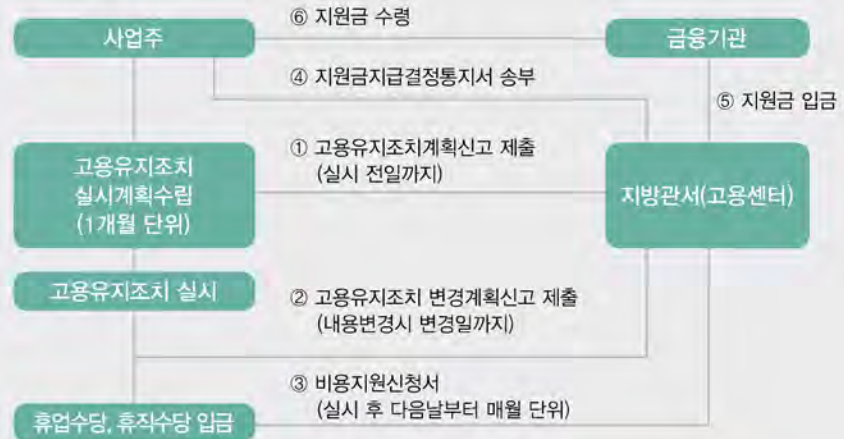 ⑥ 지원금 수령
사업주
금융기관
④ 지원금지급결정통지서 송부
⑤ 지원금 입금
고용유지조치
실시계획수립
(1개월 단위)
① 고용유지조치계획신고 제출
(실시 전일까지)
지방관서(고용센터)
고용유지조치 실시
② 고용유지조치 변경계획신고 제출
(내용변경시 변경일까지)
③ 비용지원신청서
(실시 후 다음날부터 매월 단위)
휴업수당, 휴직수당 입금